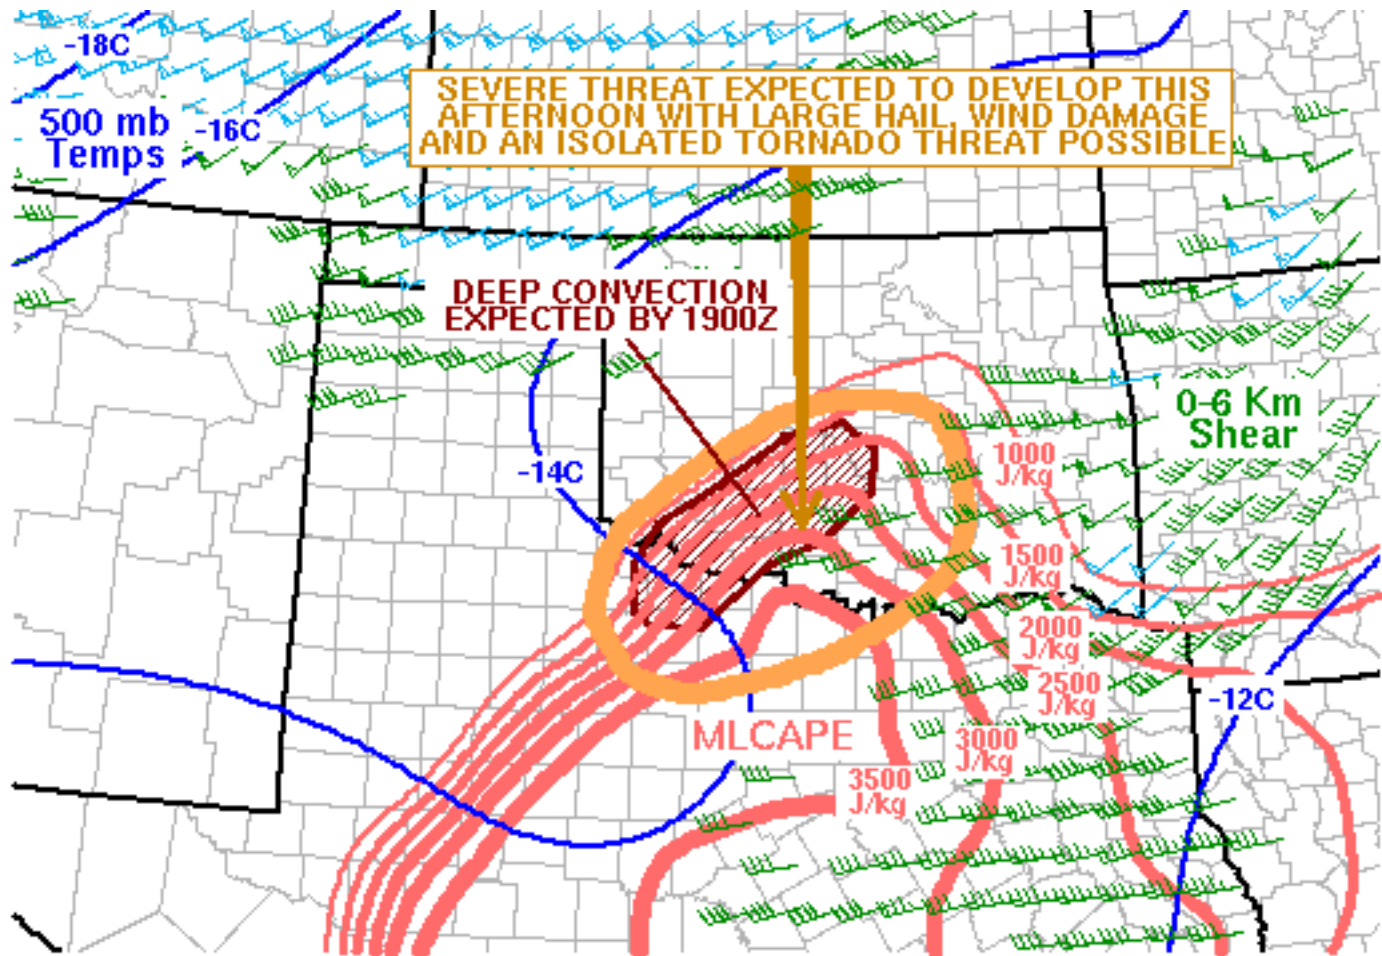 -18C
500 mb
Temps
-16C
SEVERE THREAT EXPECTED TO DEVELOP THIS
AFTERNOON WITH LARGE HAIL, WIND DAMAGE
AND AN ISOLATED TORNADO THREAT POSSIBLE
DEEP CONVECTION
EXPECTED BY 1900Z
0-6 Km
Shear
-14C
1000
J/kg
1500
J/kg
2000
J/kg
2500
J/kg
-12C
MLCAPE
3000
J/kg
3500
J/kg